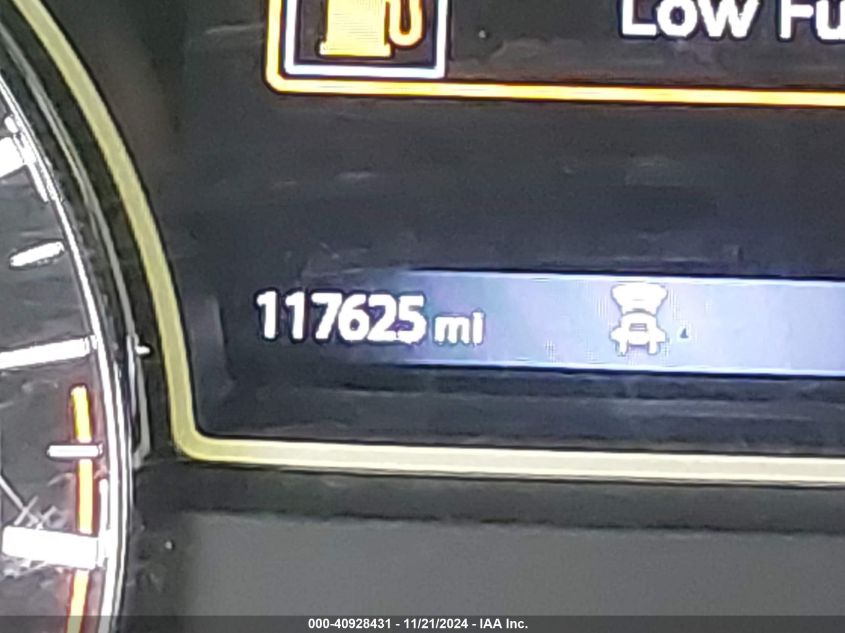 Low Fu
117625 mi
000-40928431 - 11/21/2024 - IAA Inc.